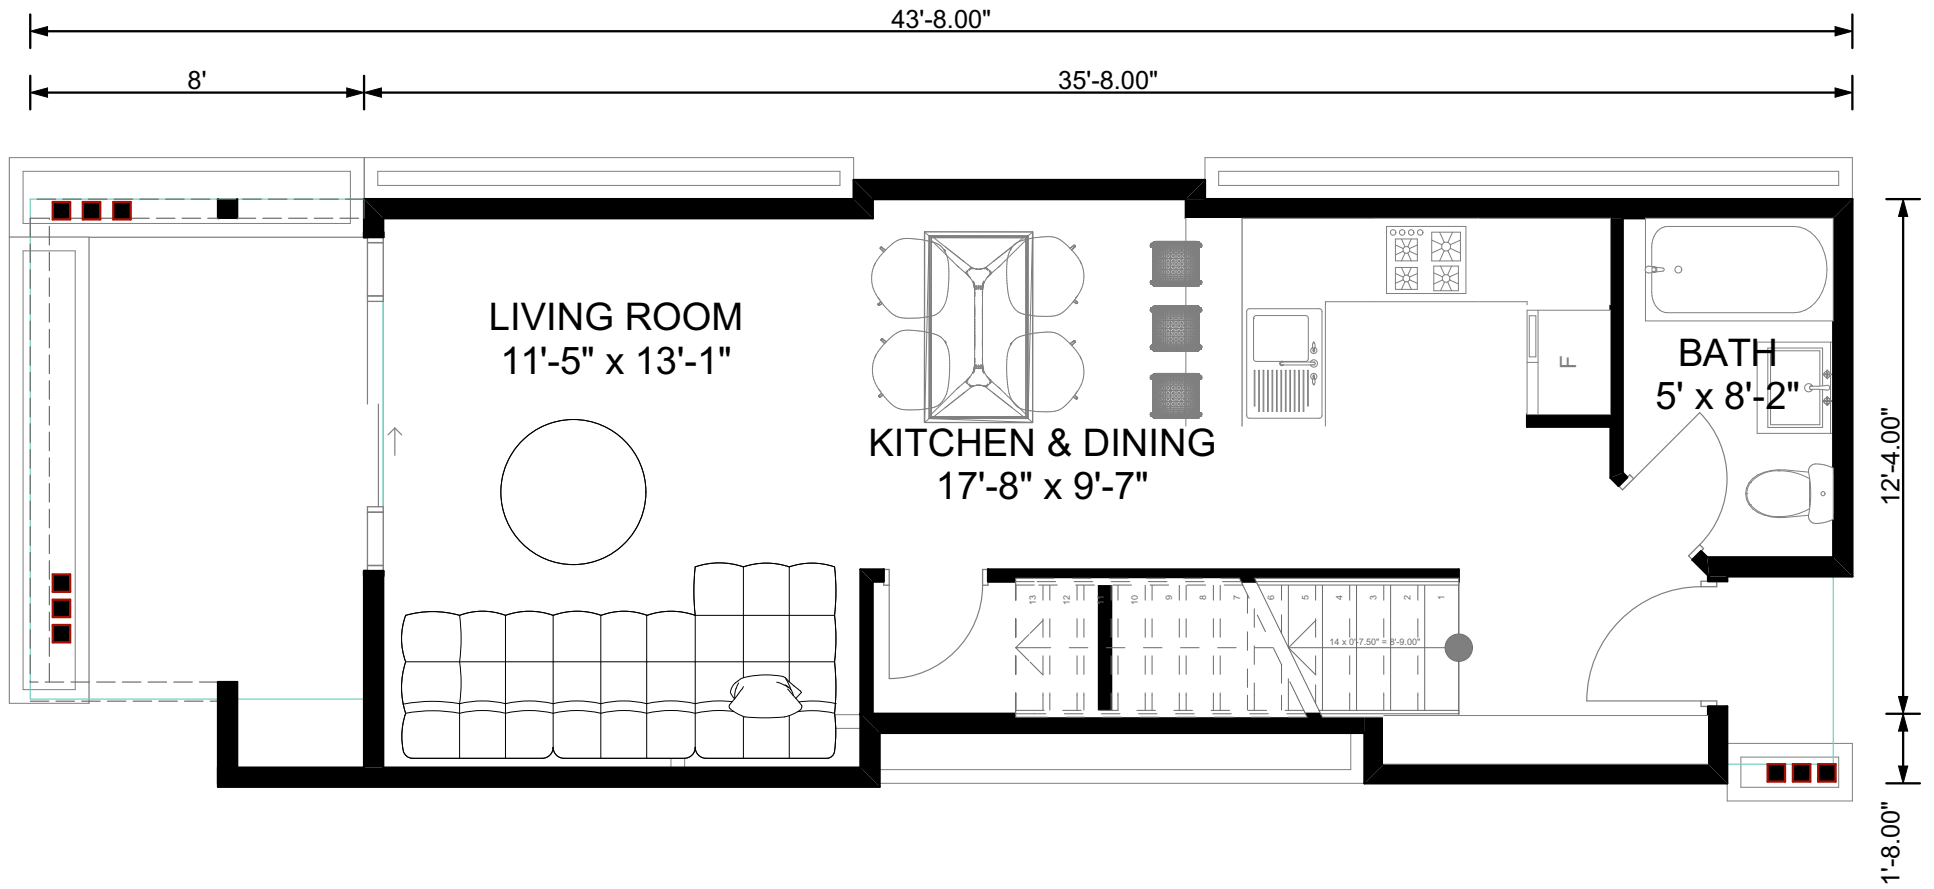 43'-8.00"
8'
35'-8.00"
LIVING ROOM
11'-5" x 13'-1"
KITCHEN & DINING
17'-8" x 9'-7"
F
BATH
5' x 8'-2"
12'-4.00"
13
12
11
10
9
8
7
6
5
4
3
2
1
14 x 0'-7.50" = 8'-9.00"
1'-8.00"